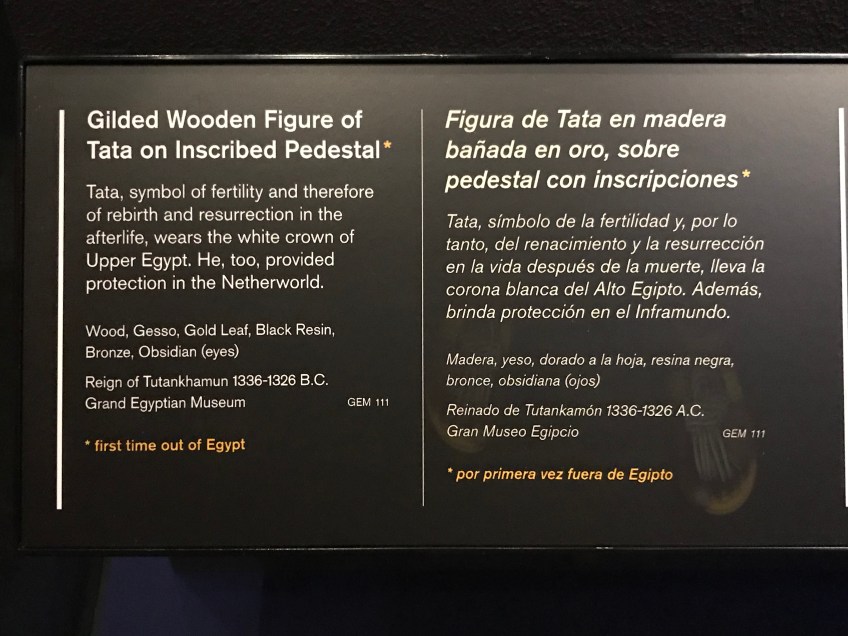 Gilded Wooden Figure of
Tata on Inscribed Pedestal*
Tata, symbol of fertility and therefore
of rebirth and resurrection in the
afterlife, wears the white crown of
Upper Egypt. He, too, provided
protection in the Netherworld.
Wood, Gesso, Gold Leaf, Black Resin,
Bronze, Obsidian (eyes)
Reign of Tutankhamun 1336-1326 B.C.
Grand Egyptian Museum GEM 111
* first time out of Egypt
Figura de Tata en madera
bañada en oro, sobre
pedestal con inscripciones*
Tata, símbolo de la fertilidad y, por lo
tanto, del renacimiento y la resurrección
en la vida después de la muerte, lleva la
corona blanca del Alto Egipto. Además,
brinda protección en el Inframundo.
Madera, yeso, dorado a la hoja, resina negra,
bronce, obsidiana (ojos)
Reinado de Tutankamón 1336-1326 A.C.
Gran Museo Egipcio GEM 111
* por primera vez fuera de Egipto